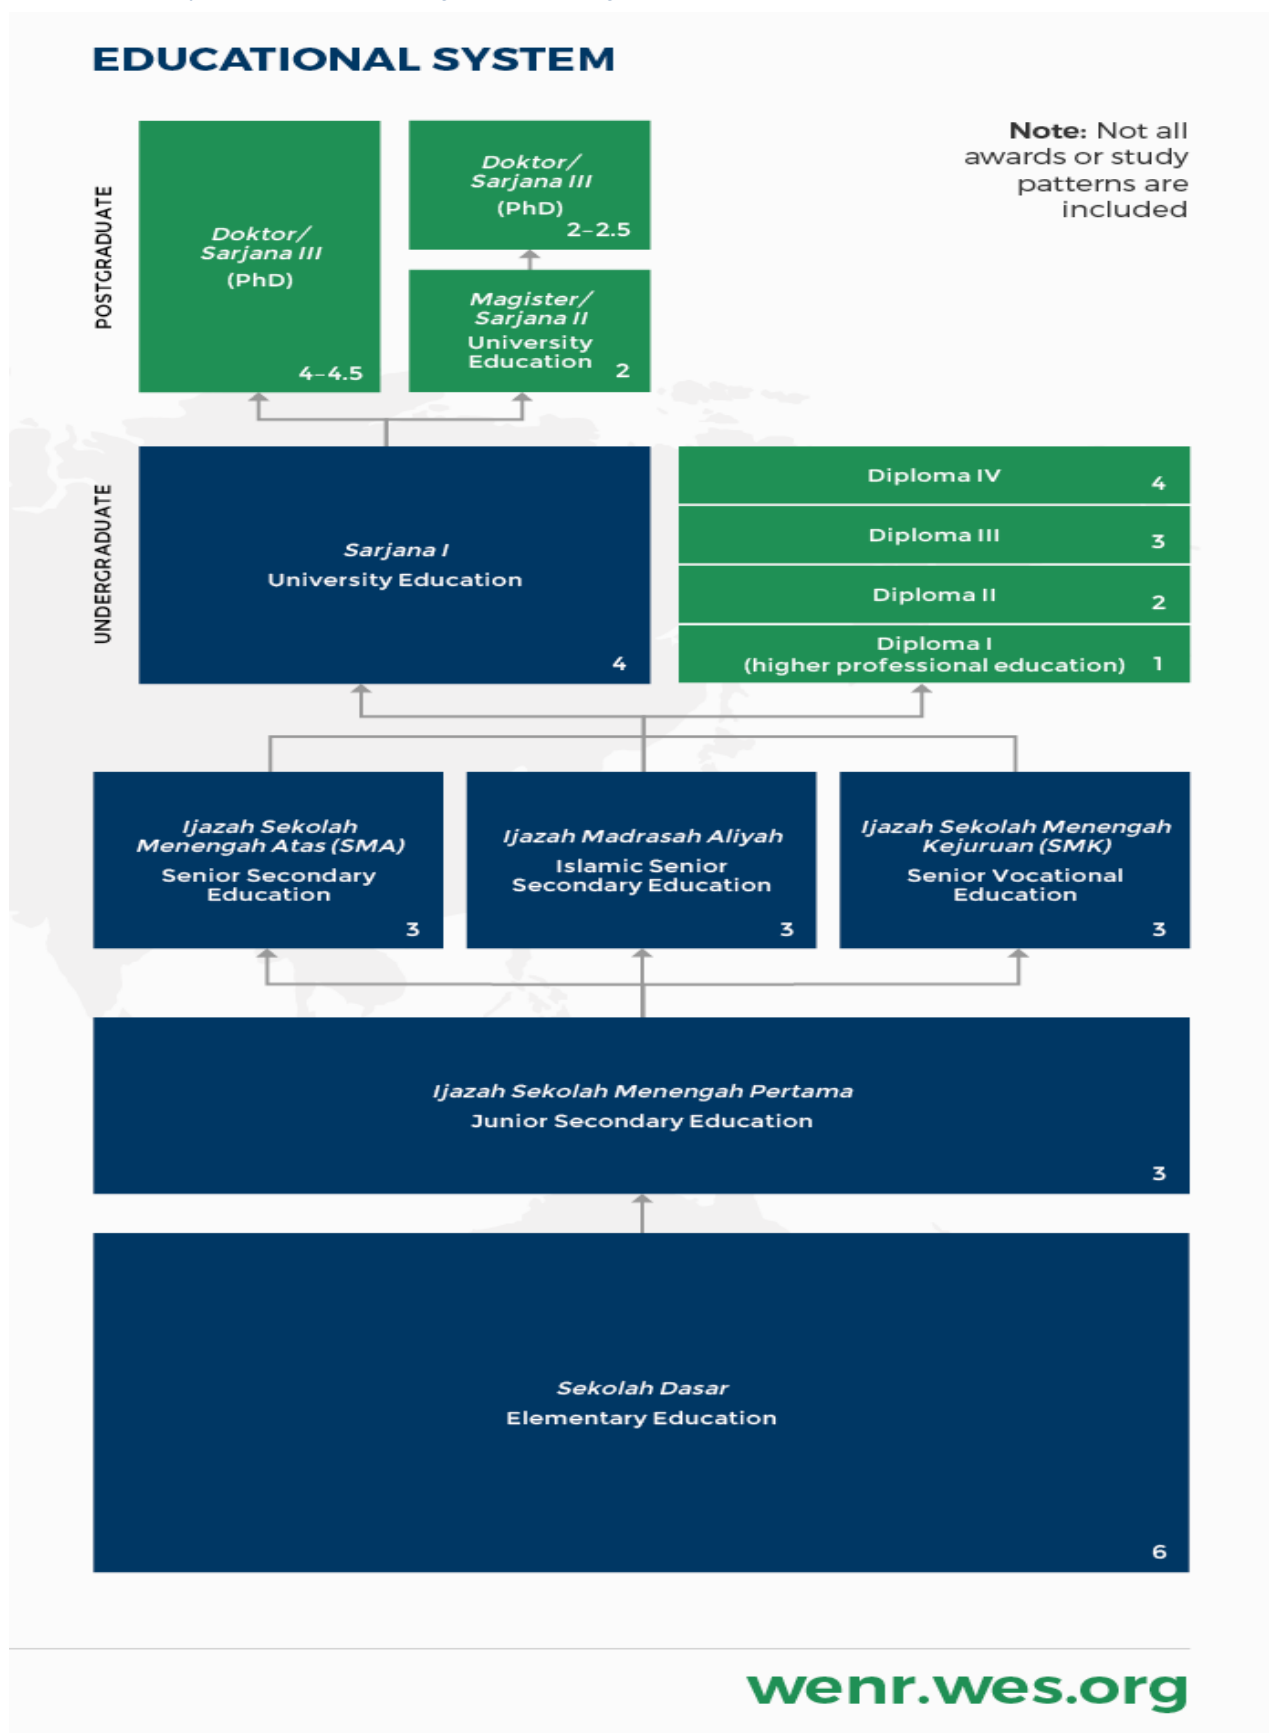 EDUCATIONAL SYSTEM
Note: Not all
awards or study
patterns are
included
POSTGRADUATE
Doktor/
Sarjana III
(PhD)
4–4.5
Doktor/
Sarjana III
(PhD)
2–2.5
Magister/
Sarjana II
University
Education
2
UNDERGRADUATE
Sarjana I
University Education
4
Diploma IV
4
Diploma III
3
Diploma II
2
Diploma I
(higher professional education)
1
Ijazah Sekolah
Menengah Atas (SMA)
Senior Secondary
Education
3
Ijazah Madrasah Aliyah
Islamic Senior
Secondary Education
3
Ijazah Sekolah Menengah
Kejuruan (SMK)
Senior Vocational
Education
3
Ijazah Sekolah Menengah Pertama
Junior Secondary Education
3
Sekolah Dasar
Elementary Education
6
wenr.wes.org